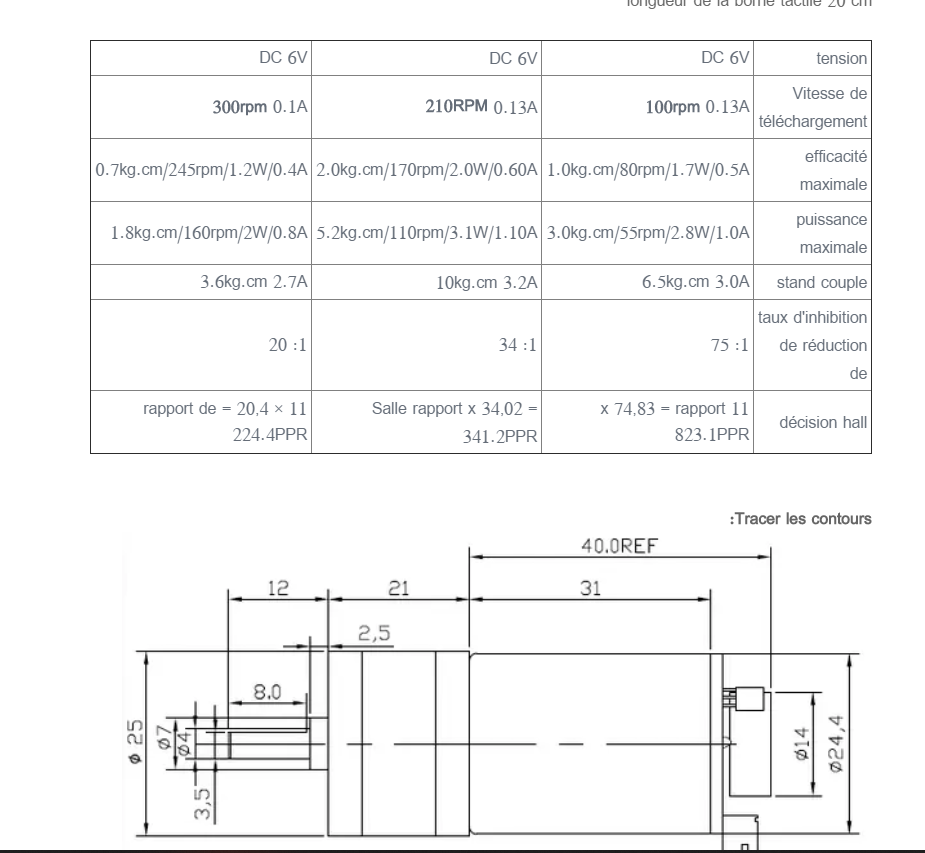 longueur de la borne tactile 20 cm
DC 6V DC 6V DC 6V tension
300rpm 0.1A 210RPM 0.13A 100rpm 0.13A Vitesse de
téléchargement
0.7kg.cm/245rpm/1.2W/0.4A 2.0kg.cm/170rpm/2.0W/0.60A 1.0kg.cm/80rpm/1.7W/0.5A efficacité
maximale
1.8kg.cm/160rpm/2W/0.8A 5.2kg.cm/110rpm/3.1W/1.10A 3.0kg.cm/55rpm/2.8W/1.0A puissance
maximale
3.6kg.cm 2.7A 10kg.cm 3.2A 6.5kg.cm 3.0A stand couple
20 :1 34 :1 75 :1 taux d'inhibition
de réduction
de
rapport de = 20,4 × 11 Salle rapport x 34,02 = x 74,83 = rapport 11 décision hall
224.4PPR 341.2PPR 823.1PPR
:Tracer les contours
40.0REF
12 21 31
2,5
8.0
ø 25 ø7 ø4 3,5 ø14 ø24,4